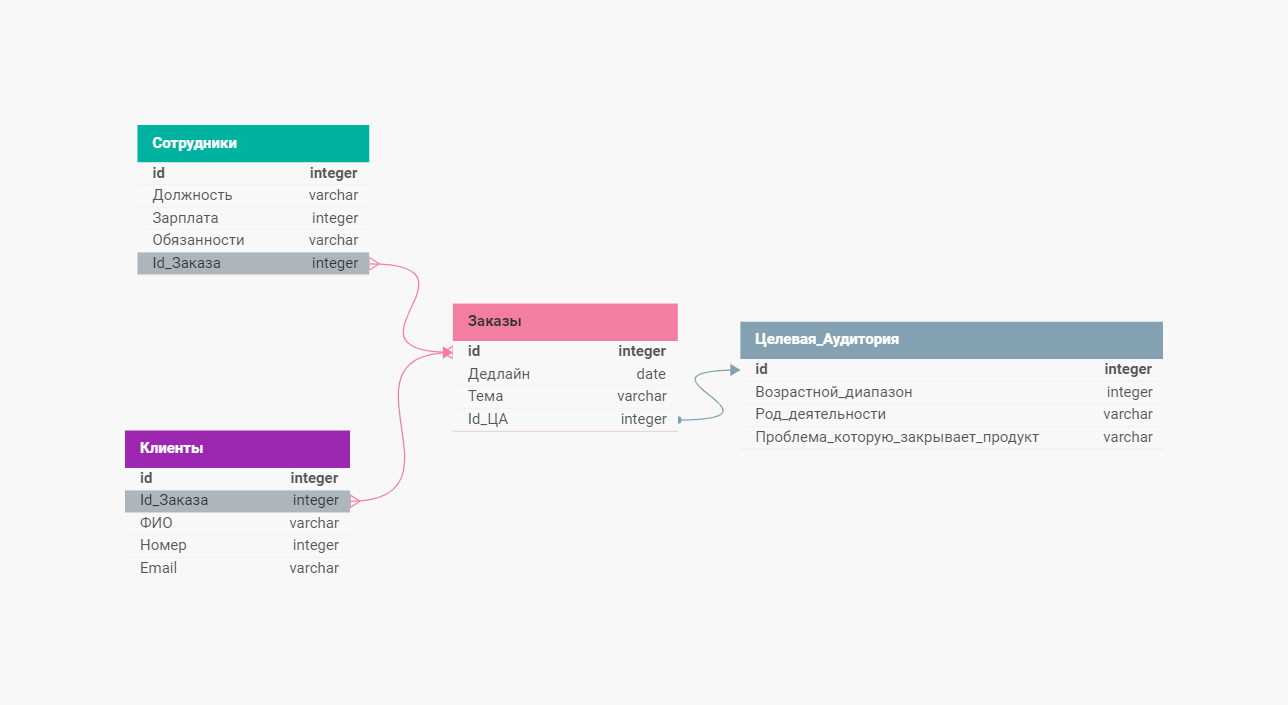 Сотрудники
id integer
Должность varchar
Зарплата integer
Обязанности varchar
Id_Заказа integer
Заказы
id integer
Дедлайн date
Тема varchar
Id_ЦА integer
Целевая_Аудитория
id integer
Возрастной_диапазон integer
Род_деятельности varchar
Проблема_которую_закрывает_продукт varchar
Клиенты
id integer
Id_Заказа integer
ФИО varchar
Номер integer
Email varchar